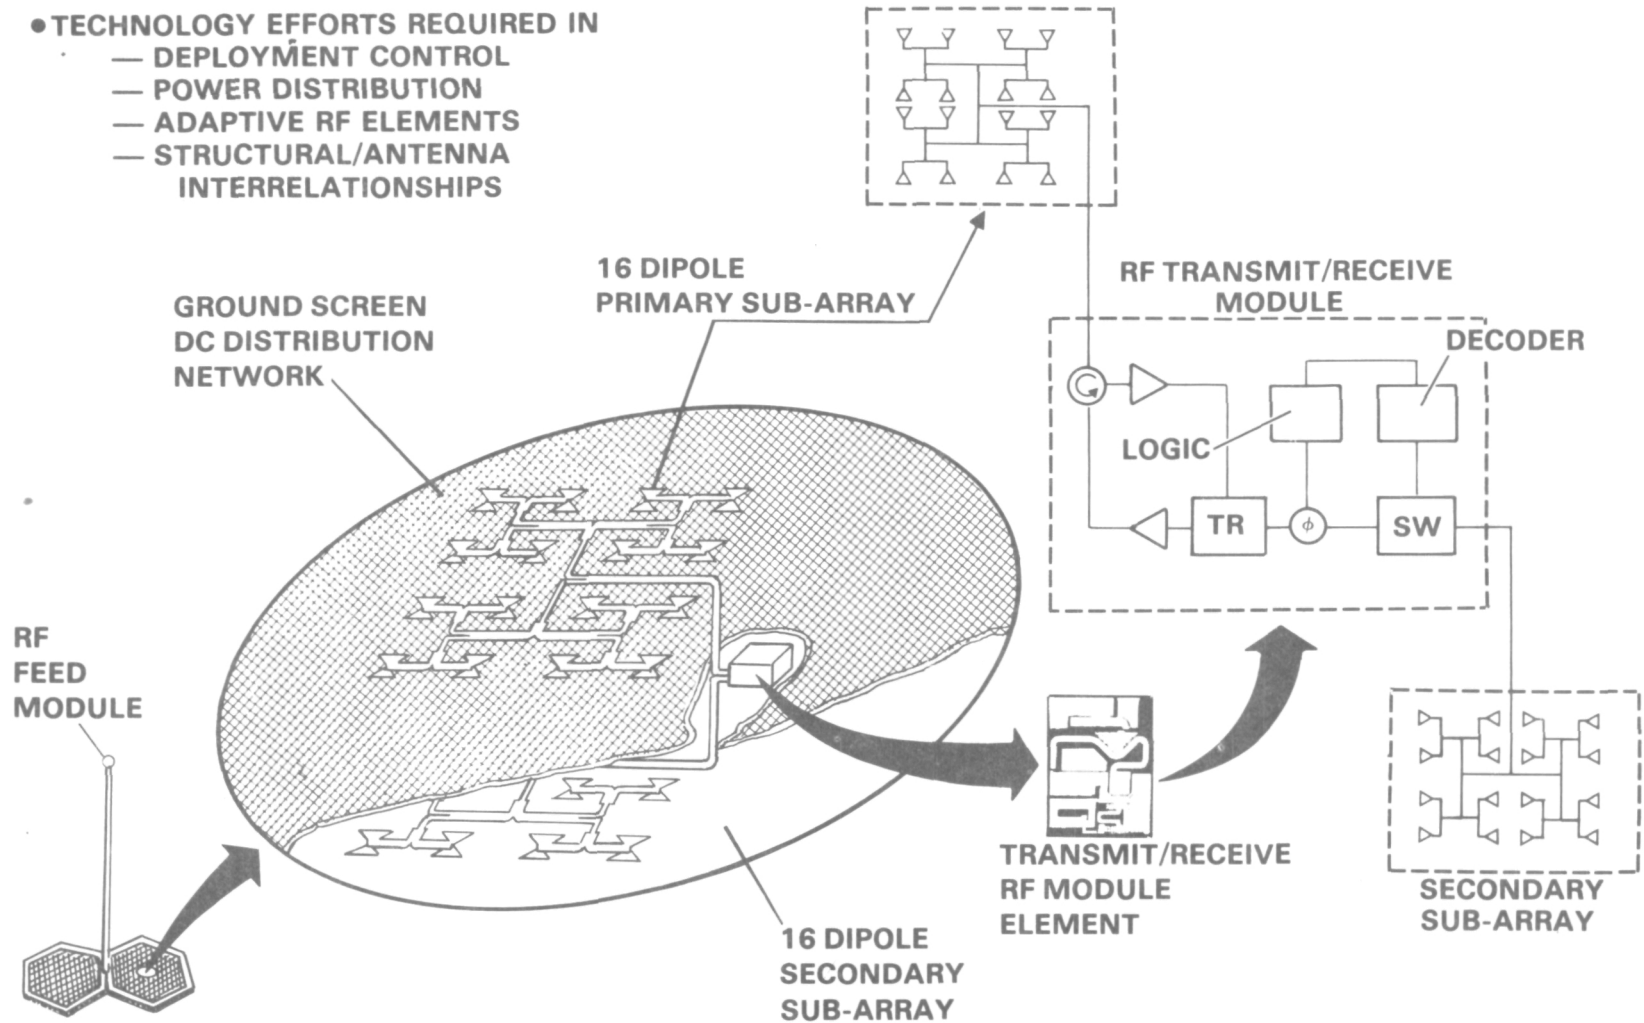 ● TECHNOLOGY EFFORTS REQUIRED IN
— DEPLOYMENT CONTROL
— POWER DISTRIBUTION
— ADAPTIVE RF ELEMENTS
— STRUCTURAL/ANTENNA
INTERRELATIONSHIPS
16 DIPOLE
PRIMARY SUB-ARRAY
GROUND SCREEN
DC DISTRIBUTION
NETWORK
RF TRANSMIT/RECEIVE
MODULE
DECODER
LOGIC
TR
ϕ
SW
RF
FEED
MODULE
TRANSMIT/RECEIVE
RF MODULE
ELEMENT
SECONDARY
SUB-ARRAY
16 DIPOLE
SECONDARY
SUB-ARRAY